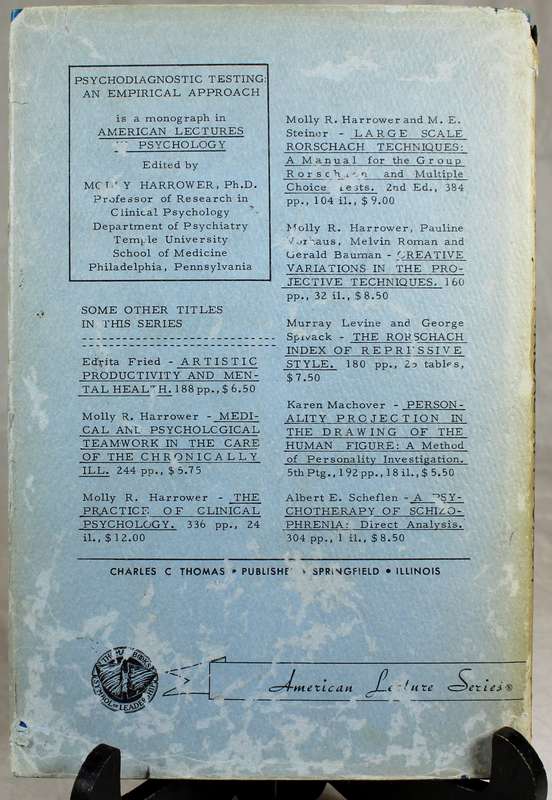 PSYCHODIAGNOSTIC TESTING:
AN EMPIRICAL APPROACH
is a monograph in
AMERICAN LECTURES
PSYCHOLOGY
Edited by
MOLLY HARROWER, Ph.D.
Professor of Research in
Clinical Psychology
Department of Psychiatry
Temple University
School of Medicine
Philadelphia, Pennsylvania
SOME OTHER TITLES
IN THIS SERIES
Edrita Fried - ARTISTIC
PRODUCTIVITY AND MEN-
TAL HEALTH. 188 pp., $6.50
Molly R. Harrower - MEDI-
CAL AND PSYCHOLOGICAL
TEAMWORK IN THE CARE
OF THE CHRONICALLY
ILL. 244 pp., $5.75
Molly R. Harrower - THE
PRACTICE OF CLINICAL
PSYCHOLOGY. 336 pp., 24
il., $12.00
Molly R. Harrower and M. E.
Steiner - LARGE SCALE
RORSCHACH TECHNIQUES:
A Manual for the Group
Rorschach and Multiple
Choice Tests. 2nd Ed., 384
pp., 104 il., $9.00
Molly R. Harrower, Pauline
Vorhaus, Melvin Roman and
Gerald Bauman - CREATIVE
VARIATIONS IN THE PRO-
JECTIVE TECHNIQUES. 160
pp., 32 il., $8.50
Murray Levine and George
Spivack - THE RORSCHACH
INDEX OF REPRESSIVE
STYLE. 180 pp., tables,
$7.50
Karen Machover - PERSON-
ALITY PROJECTION IN
THE DRAWING OF THE
HUMAN FIGURE: A Method
of Personality Investigation.
5th Ptg., 192 pp., 18 il., $5.50
Albert E. Scheflen - A PSY-
CHOTHERAPY OF SCHIZO-
PHRENIA: Direct Analysis.
304 pp., 1 il., $8.50
CHARLES C THOMAS • PUBLISHER • SPRINGFIELD • ILLINOIS
American Lecture Series®